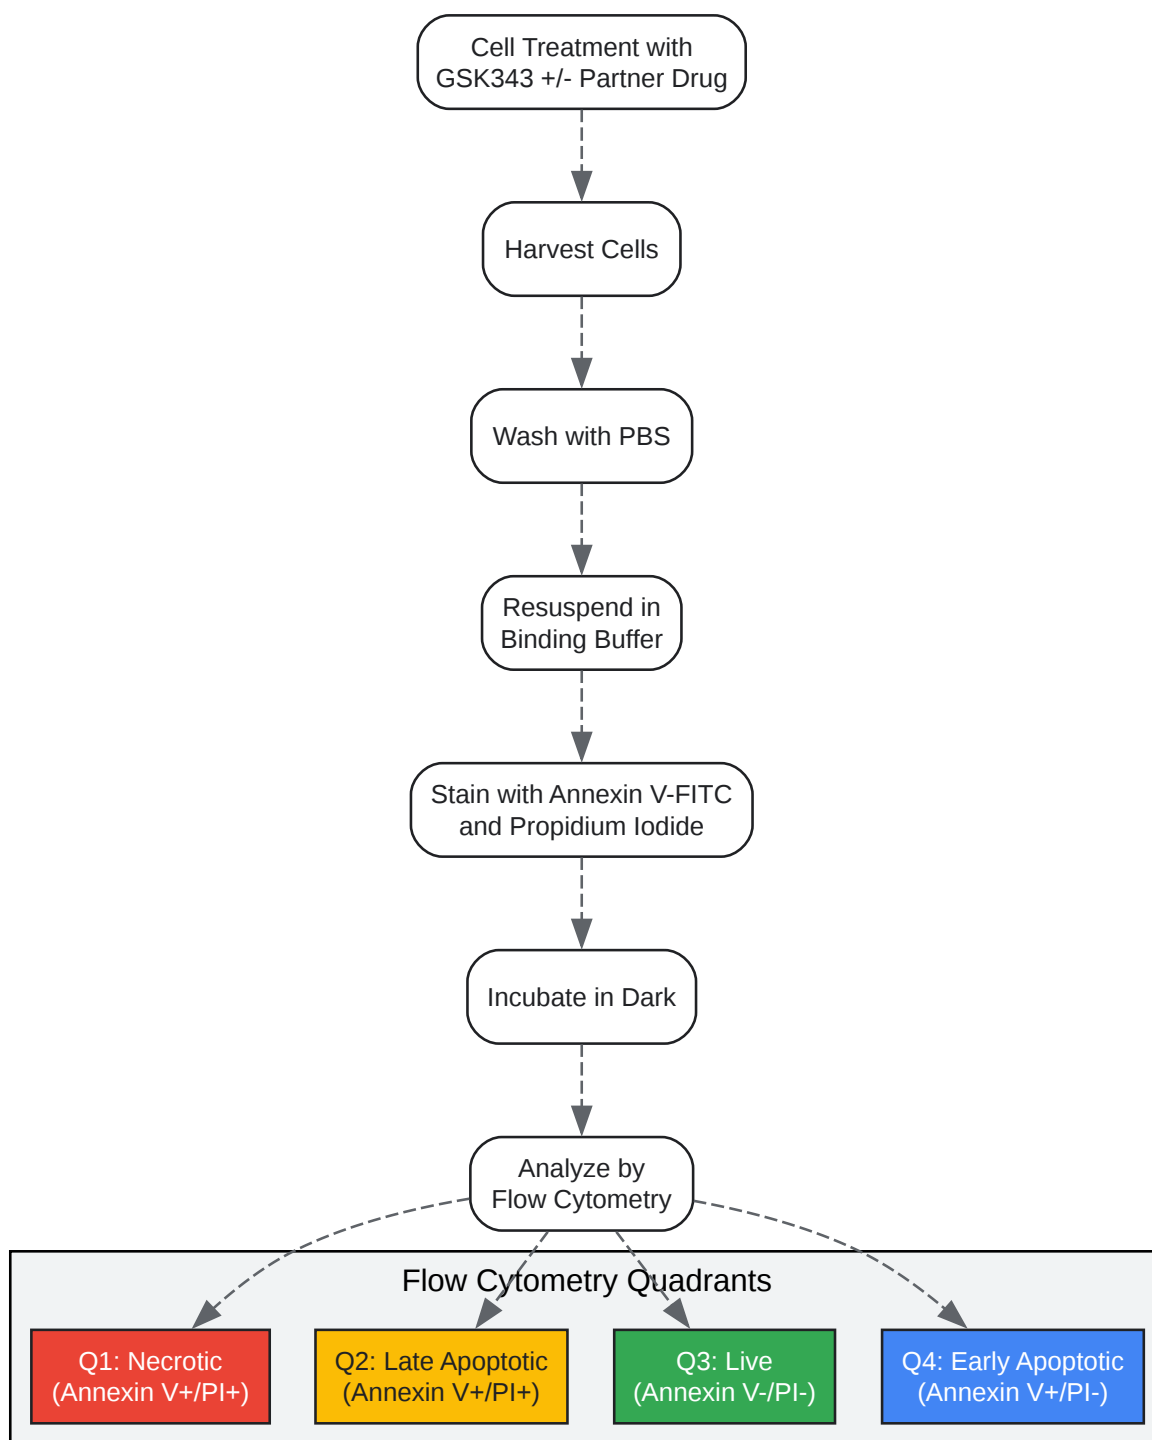 Cell Treatment with
GSK343 +/- Partner Drug
Harvest Cells
Wash with PBS
Resuspend in
Binding Buffer
Stain with Annexin V-FITC
and Propidium Iodide
Incubate in Dark
Analyze by
Flow Cytometry
Flow Cytometry Quadrants
Q1: Necrotic
(Annexin V+/PI+)
Q2: Late Apoptotic
(Annexin V+/PI+)
Q3: Live
(Annexin V-/PI-)
Q4: Early Apoptotic
(Annexin V+/PI-)